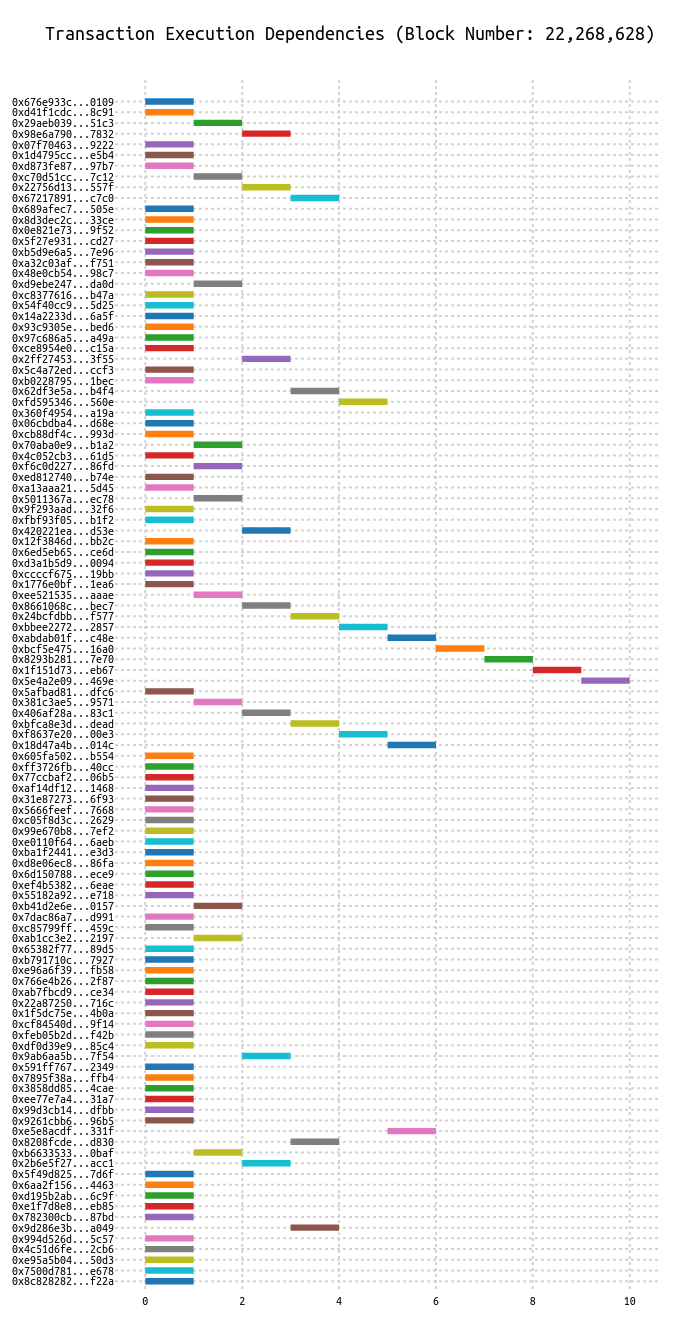 Transaction Execution Dependencies (Block Number: 22,268,628)
0x676e933c...0109
0xd41f1cdc...8c91
0x29aeb039...51c3
0x98e6a790...7832
0x07f70463...9222
0x1d4795cc...e5b4
0xd873fe87...97b7
0xc70d51cc...7c12
0x22756d13...557f
0x67217891...c7c0
0x689afec7...505e
0x8d3dec2c...33ce
0x0e821e73...9f52
0x5f27e931...cd27
0xb5d9e6a5...7e96
0xa32c03af...f751
0x48e0cb54...98c7
0xd9ebe247...da0d
0xc8377616...b47a
0x54f40cc9...5d25
0x14a2233d...6a5f
0x93c9305e...bed6
0x97c686a5...a49a
0xce8954e0...c15a
0x2ff27453...3f55
0x5c4a72ed...ccf3
0xb0228795...1bec
0x62df3e5a...b4f4
0xfd595346...560e
0x360f4954...a19a
0x06cbdba4...d68e
0xcb88df4c...993d
0x70aba0e9...b1a2
0x4c052cb3...61d5
0xf6c0d227...86fd
0xed812740...b74e
0xa13aaa21...5d45
0x5011367a...ec78
0x9f293aad...32f6
0xfbf93f05...b1f2
0x420221ea...d53e
0x12f3846d...bb2c
0x6ed5eb65...ce6d
0xd3a1b5d9...0094
0xccccf675...19bb
0x1776e0bf...1ea6
0xee521535...aaae
0x8661068c...bec7
0x24bcfdbb...f577
0xbbee2272...2857
0xabdab01f...c48e
0xbcf5e475...16a0
0x8293b281...7e70
0x1f151d73...eb67
0x5e4a2e09...469e
0x5afbad81...dfc6
0x381c3ae5...9571
0x406af28a...83c1
0xbfca8e3d...dead
0xf8637e20...00e3
0x18d47a4b...014c
0x605fa502...b554
0xff3726fb...40cc
0x77ccbaf2...06b5
0xaf14df12...1468
0x31e87273...6f93
0x5666feef...7668
0xc05f8d3c...2629
0x99e670b8...7ef2
0xe0110f64...6aeb
0xba1f2441...e3d3
0xd8e06ec8...86fa
0x6d150788...ece9
0xef4b5382...6eae
0x55182a92...e718
0xb41d2e6e...0157
0x7dac86a7...d991
0xc85799ff...459c
0xab1cc3e2...2197
0x65382f77...89d5
0xb791710c...7927
0xe96a6f39...fb58
0x766e4b26...2f87
0xab7fbcd9...ce34
0x22a87250...716c
0x1f5dc75e...4b0a
0xcf84540d...9f14
0xfeb05b2d...f42b
0xdf0d39e9...85c4
0x9ab6aa5b...7f54
0x591ff767...2349
0x7895f38a...ffb4
0x3858dd85...4cae
0xee77e7a4...31a7
0x99d3cb14...dfbb
0x9261cbb6...96b5
0xe5e8acdf...331f
0x8208fcde...d830
0xb6633533...0baf
0x2b6e5f27...acc1
0x5f49d825...7d6f
0x6aa2f156...4463
0xd195b2ab...6c9f
0xe1f7d8e8...eb85
0x782300cb...87bd
0x9d286e3b...a049
0x994d526d...5c57
0x4c51d6fe...2cb6
0xe95a5b04...50d3
0x7500d781...e678
0x8c828282...f22a
0 2 4 6 8 10